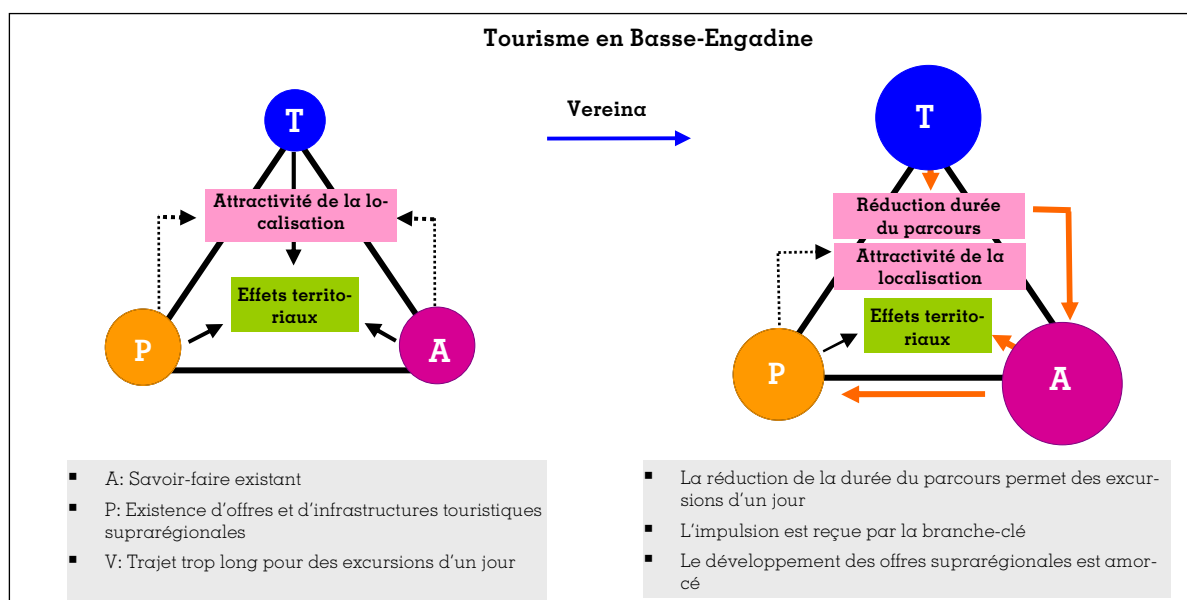 Tourisme en Basse-Engadine
T
Attractivité de la lo-
calisation
Effets territo-
riaux
P
A
Vereina
T
Réduction durée
du parcours
Attractivité de la
localisation
Effets territo-
riaux
P
A
▪ A: Savoir-faire existant
▪ P: Existence d'offres et d'infrastructures touristiques
suprarégionales
▪ V: Trajet trop long pour des excursions d'un jour
▪ La réduction de la durée du parcours permet des excur-
sions d'un jour
▪ L'impulsion est reçue par la branche-clé
▪ Le développement des offres suprarégionales est amor-
cé